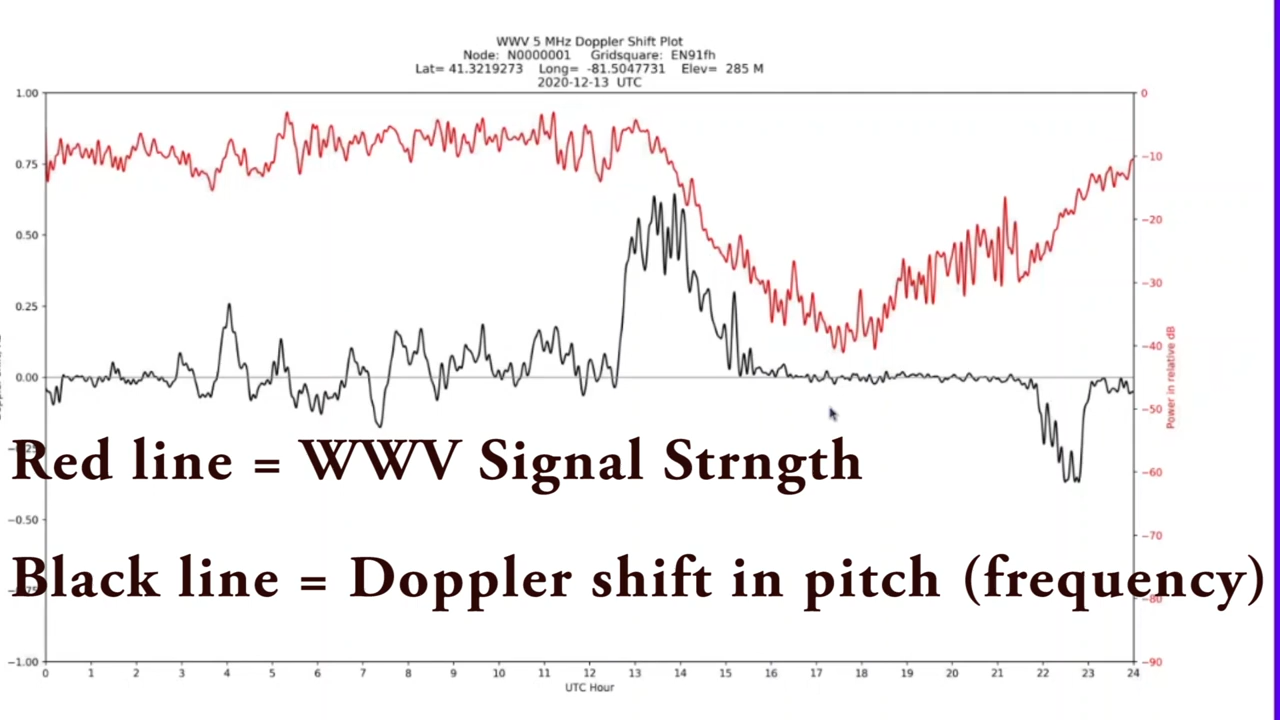 WWV 5 MHz Doppler Shift Plot
Node: N0000001 Gridsquare: EN91fh
Lat= 41.3219273 Long= -81.5047731 Elev= 285 M
2020-12-13 UTC
1.00
0.75
0.50
0.25
0.00
−0.50
−1.00
0
−10
−20
−30
−40
−50
−60
−70
−80
−90
Power in relative dB
Red line = WWV Signal Strngth
Black line = Doppler shift in pitch (frequency)
0 1 2 3 4 5 6 7 8 9 10 11 12 13 14 15 16 17 18 19 20 21 22 23 24
UTC Hour